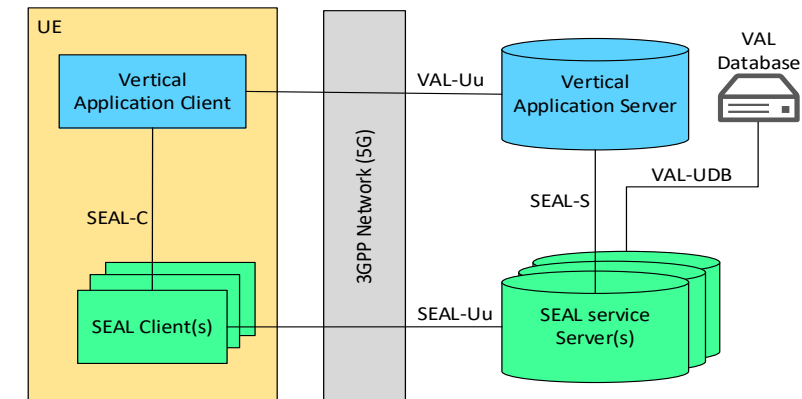 UE
Vertical
Application Client
VAL-Uu
Vertical
Application Server
VAL
Database
SEAL-C
3GPP Network (5G)
SEAL-S
VAL-UDB
SEAL Client(s)
SEAL-Uu
SEAL service
Server(s)